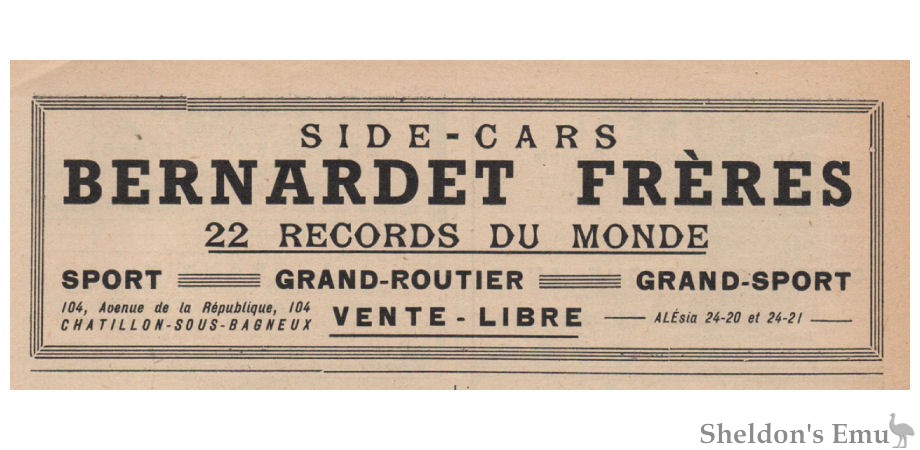 SIDE-CARS
BERNARDET FRÈRES
22 RECORDS DU MONDE
SPORT GRAND-ROUTIER GRAND-SPORT
104, Avenue de la République, 104
CHATILLON-SOUS-BAGNEUX
VENTE-LIBRE
ALÉsia 24-20 et 24-21
Sheldon's Emu